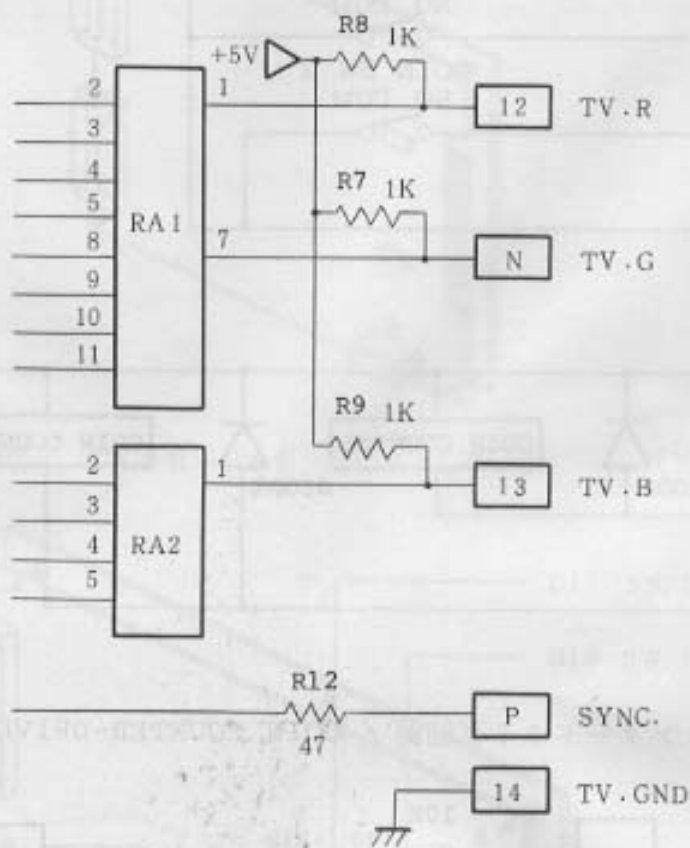 R8
1K
+5V
2
1
12
TV.R
3
4
R7
1K
5
RA1
8
7
N
TV.G
9
10
11
R9
1K
2
1
13
TV.B
3
4
RA2
5
R12
47
P
SYNC.
14
TV.GND